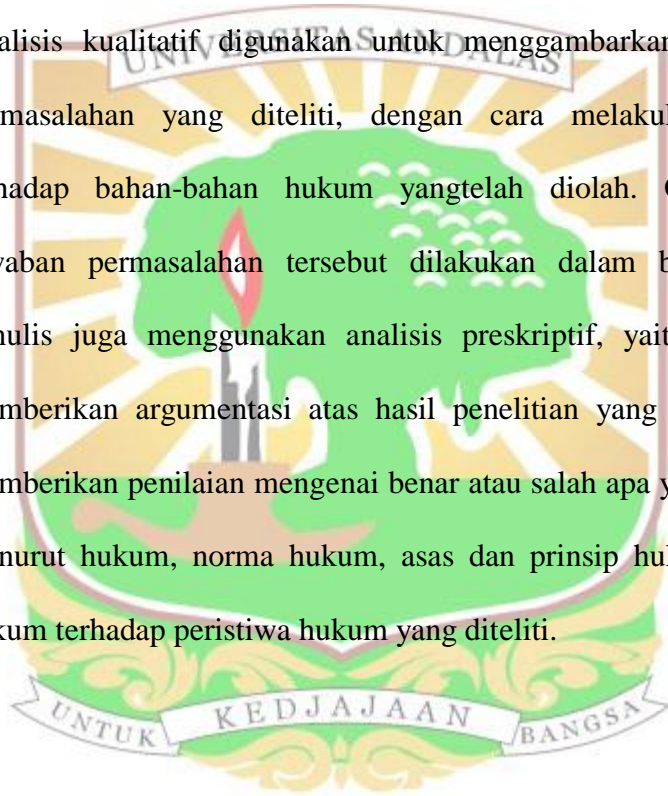 UNIVERSITAS ANDALAS
alisis kualitatif digunakan untuk menggambarkan
masalahan yang diteliti, dengan cara melakul
hadap bahan-bahan hukum yangtelah diolah.
vaban permasalahan tersebut dilakukan dalam b
nulis juga menggunakan analisis preskriptif, yait
mberikan argumentasi atas hasil penelitian yang
mberikan penilaian mengenai benar atau salah apa y
nurut hukum, norma hukum, asas dan prinsip hul
kum terhadap peristiwa hukum yang diteliti.
UNTUK KEDJAJAAN BANGSA